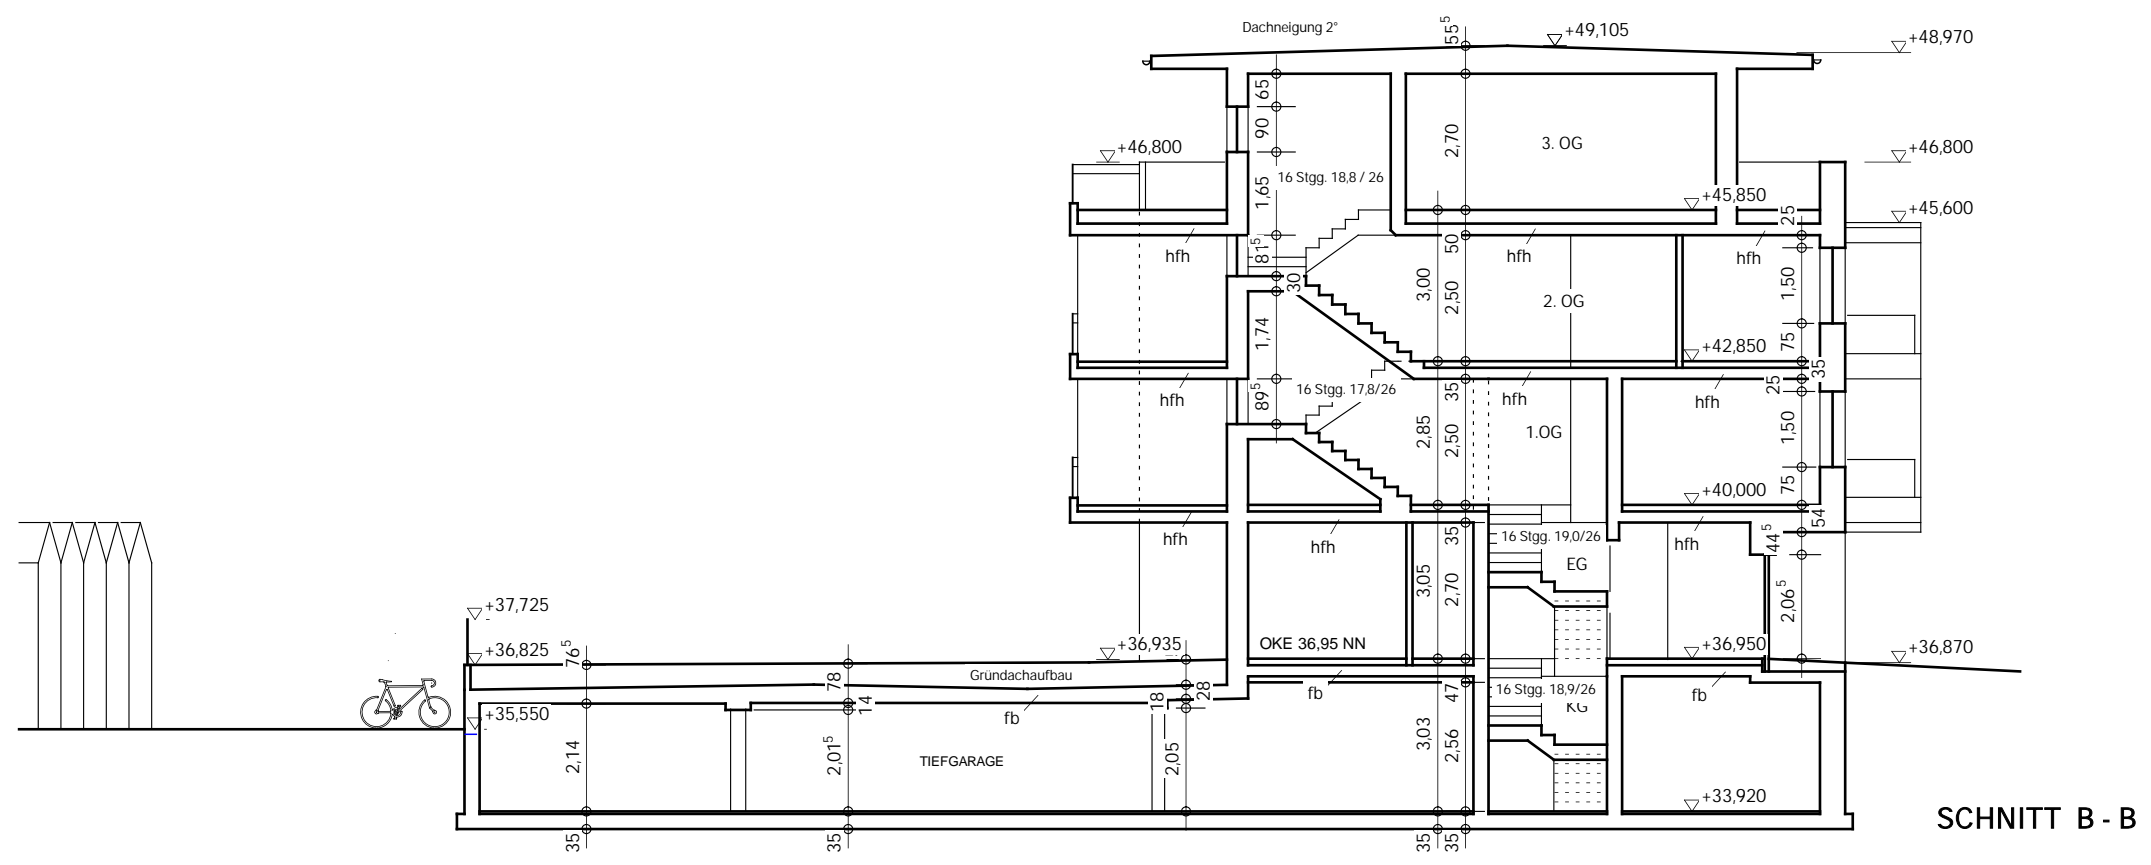 Dachneigung 2°
55⁵
+49,105
+48,970
65
90
2,70
3. OG
+46,800
+46,800
16 Stgg. 18,8 / 26
1,65
+45,850
25
+45,600
81⁵
50
hfh
hfh
hfh
30
3,00
2,50
2. OG
1,50
1,74
+42,850
75
35
16 Stgg. 17,8/26
89⁵
35
25
hfh
hfh
hfh
2,85
2,50
1.OG
1,50
+40,000
75
54
hfh
hfh
35
16 Stgg. 19,0/26
hfh
44⁵
EG
3,05
2,70
2,06⁵
+37,725
+36,825
76⁵
+36,935
OKE 36,95 NN
+36,950
+36,870
Gründachaufbau
78
14
18
28
fb
fb
47
16 Stgg. 18,9/26
KG
fb
+35,550
2,14
2,01⁵
TIEFGARAGE
2,05
3,03
2,56
+33,920
35
35
35
35
SCHNITT B - B